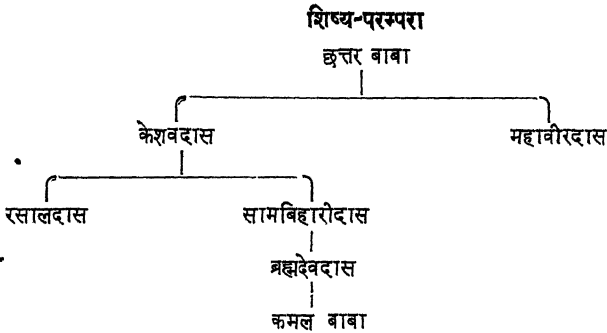 शिष्य-परम्परा
छत्तर बाबा
केशवदास महावीरदास
रसालदास सामबिहारीदास
ब्रह्मदेवदास
कमल बाबा